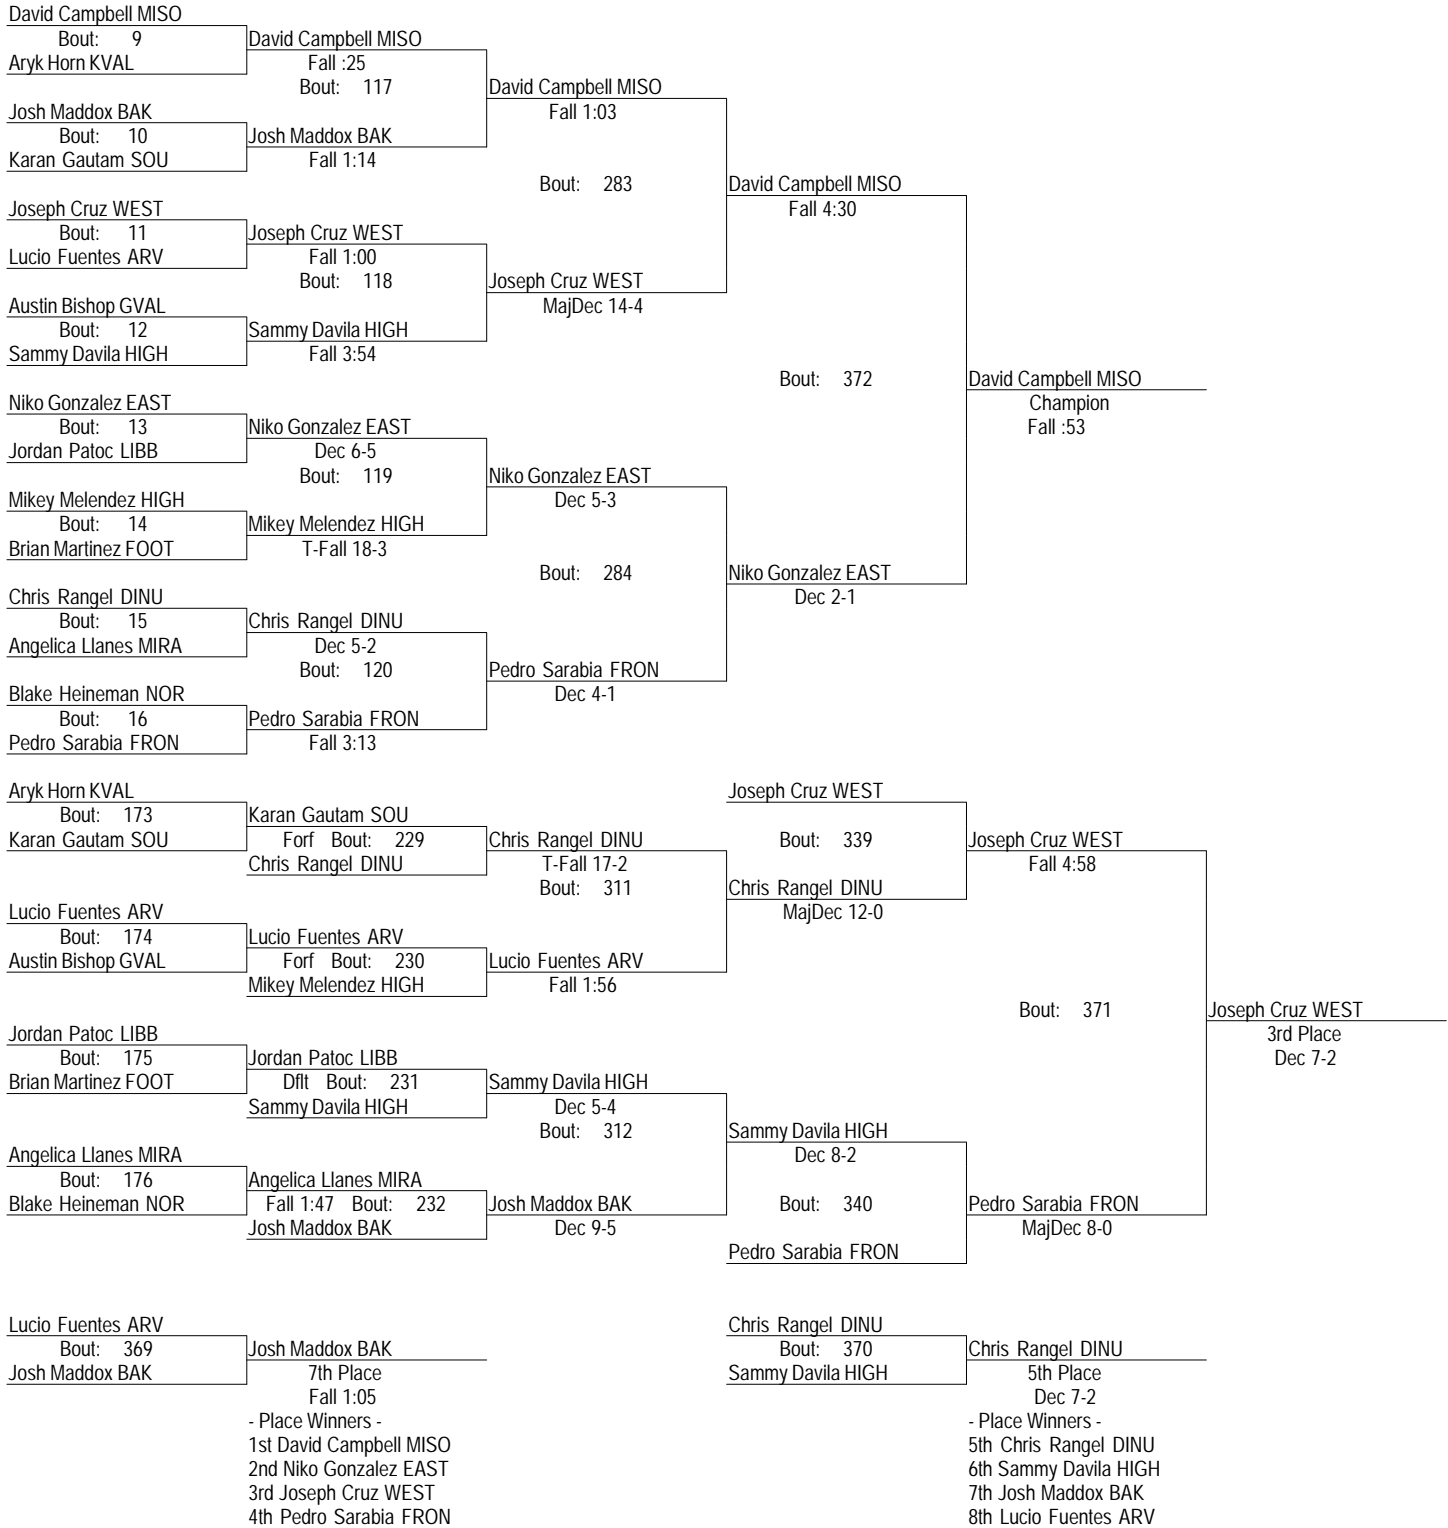 David Campbell MISO
Bout: 9
David Campbell MISO
Aryk Horn KVAL
Fall :25
Bout: 117
David Campbell MISO
Josh Maddox BAK
Fall 1:03
Bout: 10
Josh Maddox BAK
Karan Gautam SOU
Fall 1:14
Bout: 283
David Campbell MISO
Joseph Cruz WEST
Fall 4:30
Bout: 11
Joseph Cruz WEST
Lucio Fuentes ARV
Fall 1:00
Bout: 118
Joseph Cruz WEST
Austin Bishop GVAL
MajDec 14-4
Bout: 12
Sammy Davila HIGH
Sammy Davila HIGH
Fall 3:54
Bout: 372
David Campbell MISO
Niko Gonzalez EAST
Champion
Bout: 13
Niko Gonzalez EAST
Fall :53
Jordan Patoc LIBB
Dec 6-5
Bout: 119
Niko Gonzalez EAST
Mikey Melendez HIGH
Dec 5-3
Bout: 14
Mikey Melendez HIGH
Brian Martinez FOOT
T-Fall 18-3
Bout: 284
Niko Gonzalez EAST
Chris Rangel DINU
Dec 2-1
Bout: 15
Chris Rangel DINU
Angelica Llanes MIRA
Dec 5-2
Bout: 120
Pedro Sarabia FRON
Blake Heineman NOR
Dec 4-1
Bout: 16
Pedro Sarabia FRON
Pedro Sarabia FRON
Fall 3:13
Aryk Horn KVAL
Joseph Cruz WEST
Bout: 173
Karan Gautam SOU
Karan Gautam SOU
Forf Bout: 229
Chris Rangel DINU
Bout: 339
Joseph Cruz WEST
Chris Rangel DINU
T-Fall 17-2
Fall 4:58
Bout: 311
Chris Rangel DINU
Lucio Fuentes ARV
MajDec 12-0
Bout: 174
Lucio Fuentes ARV
Austin Bishop GVAL
Forf Bout: 230
Lucio Fuentes ARV
Mikey Melendez HIGH
Fall 1:56
Bout: 371
Joseph Cruz WEST
Jordan Patoc LIBB
3rd Place
Bout: 175
Jordan Patoc LIBB
Dec 7-2
Brian Martinez FOOT
Dflt Bout: 231
Sammy Davila HIGH
Sammy Davila HIGH
Dec 5-4
Bout: 312
Sammy Davila HIGH
Angelica Llanes MIRA
Dec 8-2
Bout: 176
Angelica Llanes MIRA
Blake Heineman NOR
Fall 1:47 Bout: 232
Josh Maddox BAK
Bout: 340
Pedro Sarabia FRON
Josh Maddox BAK
Dec 9-5
MajDec 8-0
Pedro Sarabia FRON
Lucio Fuentes ARV
Chris Rangel DINU
Bout: 369
Josh Maddox BAK
Bout: 370
Chris Rangel DINU
Josh Maddox BAK
7th Place
Sammy Davila HIGH
5th Place
Fall 1:05
Dec 7-2
- Place Winners -
- Place Winners -
1st David Campbell MISO
5th Chris Rangel DINU
2nd Niko Gonzalez EAST
6th Sammy Davila HIGH
3rd Joseph Cruz WEST
7th Josh Maddox BAK
4th Pedro Sarabia FRON
8th Lucio Fuentes ARV